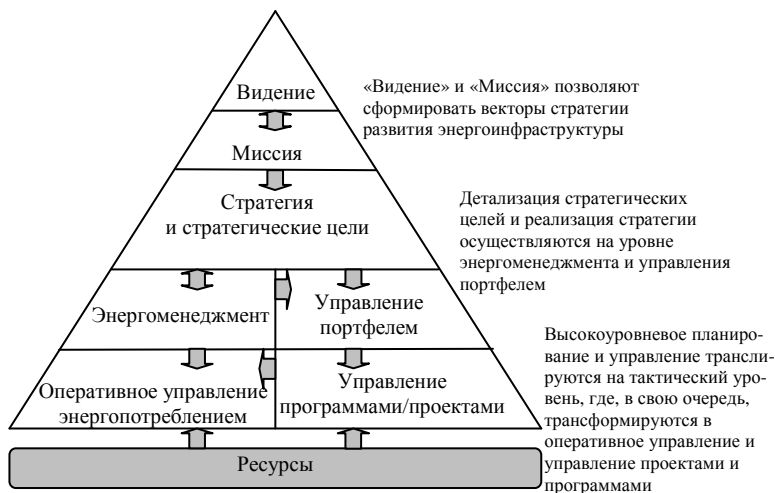 Видение
«Видение» и «Миссия» позволяют
сформировать векторы стратегии
развития энергоинфраструктуры
Миссия
Стратегия
и стратегические цели
Детализация стратегических
целей и реализация стратегии
осуществляются на уровне
энергоменеджмента и управления
портфелем
Энергоменеджмент
Управление
портфелем
Оперативное управление
энергопотреблением
Управление
программами/проектами
Высокоуровневое планиро-
вание и управление трансли-
руются на тактический уро-
вень, где, в свою очередь,
трансформируются в
оперативное управление и
управление проектами и
программами
Ресурсы